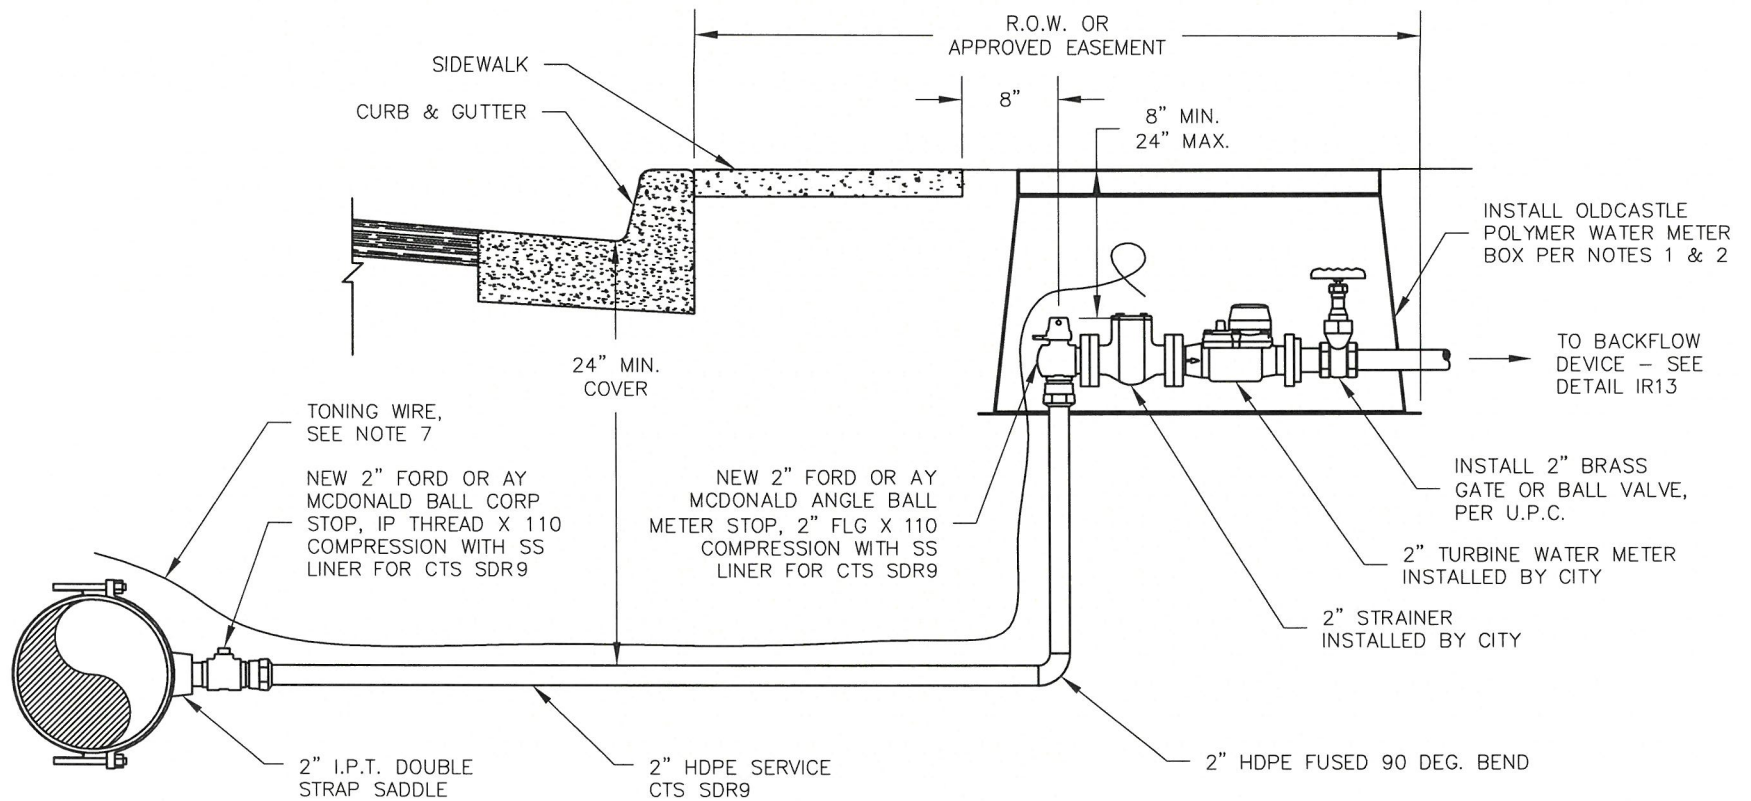 R.O.W. OR
APPROVED EASEMENT
SIDEWALK
8"
CURB & GUTTER
8" MIN.
24" MAX.
INSTALL OLDCASTLE
POLYMER WATER METER
BOX PER NOTES 1 & 2
24" MIN.
COVER
TO BACKFLOW
DEVICE – SEE
DETAIL IR13
TONING WIRE,
SEE NOTE 7
NEW 2" FORD OR AY
MCDONALD BALL CORP
STOP, IP THREAD X 110
COMPRESSION WITH SS
LINER FOR CTS SDR9
NEW 2" FORD OR AY
MCDONALD ANGLE BALL
METER STOP, 2" FLG X 110
COMPRESSION WITH SS
LINER FOR CTS SDR9
INSTALL 2" BRASS
GATE OR BALL VALVE,
PER U.P.C.
2" TURBINE WATER METER
INSTALLED BY CITY
2" STRAINER
INSTALLED BY CITY
2" I.P.T. DOUBLE
STRAP SADDLE
2" HDPE SERVICE
CTS SDR9
2" HDPE FUSED 90 DEG. BEND